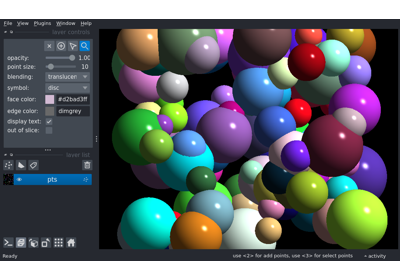 File View Plugins Window Help
layer controls
opacity: 1.00
point size: 10
blending: translucen
symbol: disc
face color: #d2bad3ff
edge color: dimgrey
display text:
out of slice:
layer list
pts
Ready use <2> for add points, use <3> for select points activity